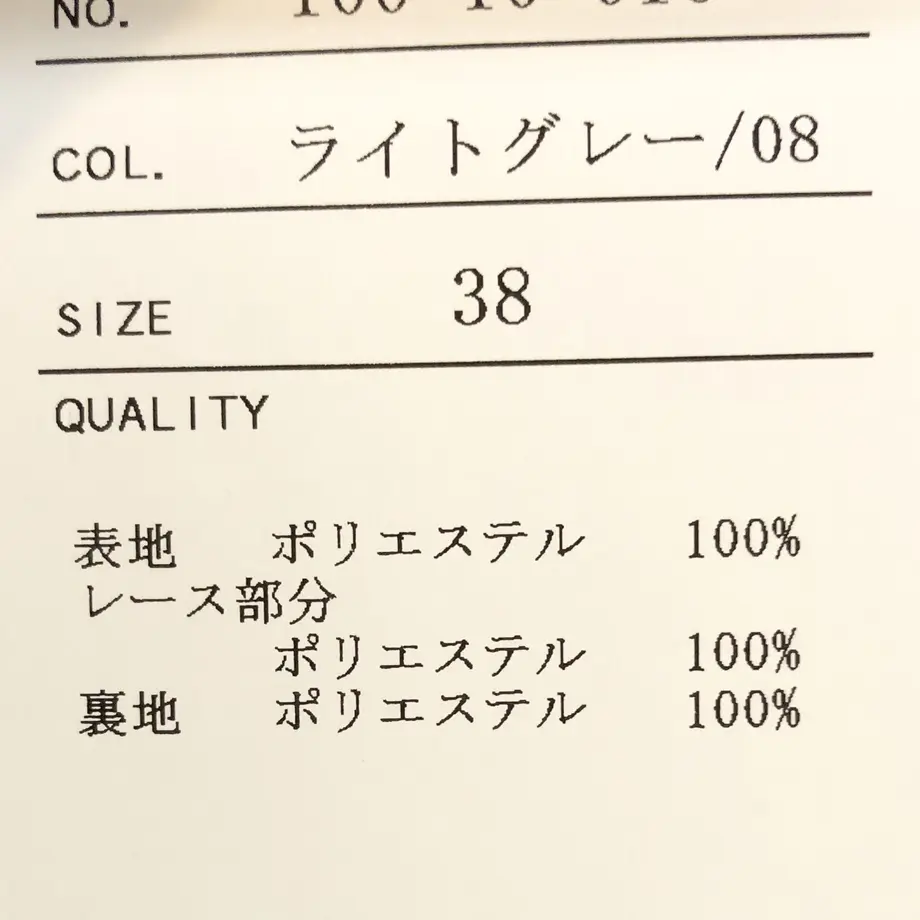 NO.
COL. ライトグレー/08
SIZE 38
QUALITY
表地 ポリエステル 100%
レース部分
ポリエステル 100%
裏地 ポリエステル 100%